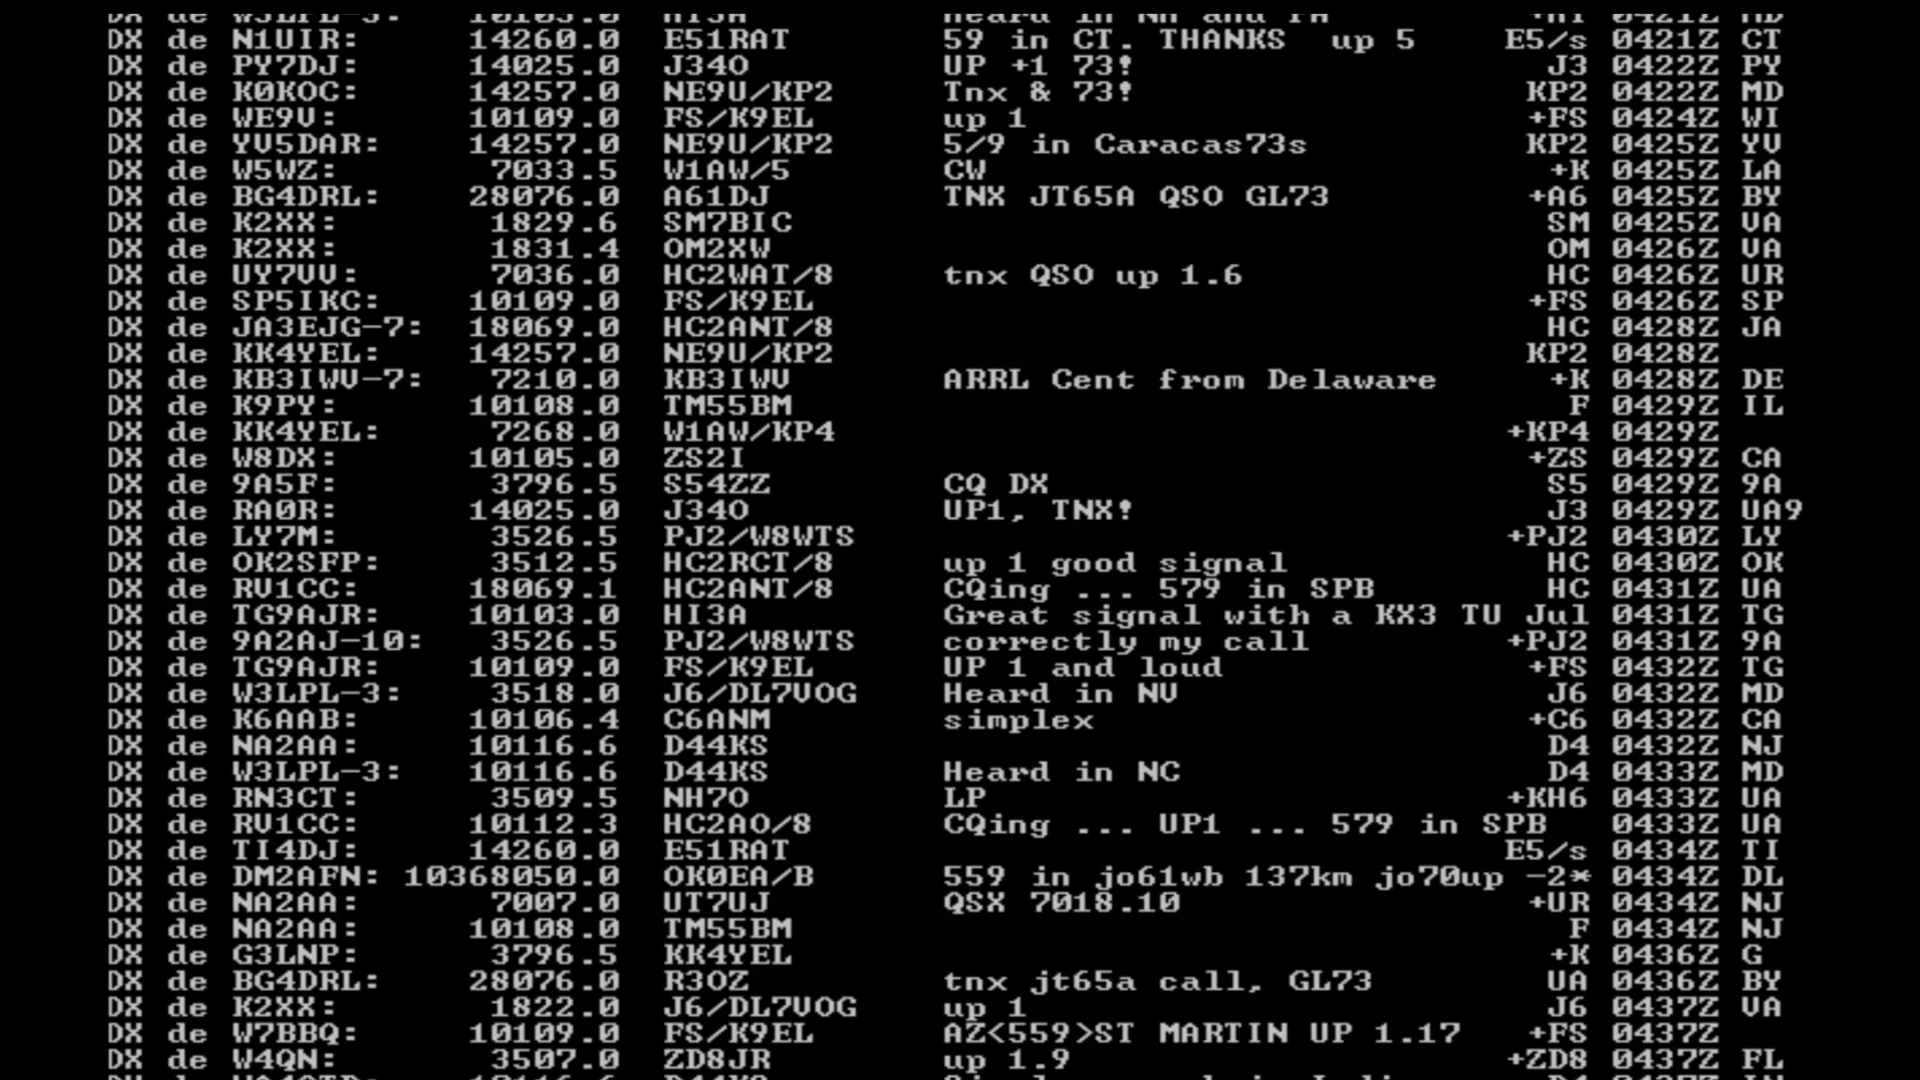 DX de W3LPL-3: 10103.0 HI3A Heard in NH and PA 0421Z MD
DX de N1UIR: 14260.0 E51RAT 59 in CT. THANKS up 5 E5/s 0421Z CT
DX de PY7DJ: 14025.0 J34O UP +1 73! J3 0422Z PY
DX de K0KOC: 14257.0 NE9U/KP2 Tnx & 73! KP2 0422Z MD
DX de WE9V: 10109.0 FS/K9EL up 1 +FS 0424Z WI
DX de YV5DAR: 14257.0 NE9U/KP2 5/9 in Caracas73s KP2 0425Z YV
DX de W5WZ: 7033.5 W1AW/5 CW +K 0425Z LA
DX de BG4DRL: 28076.0 A61DJ TNX JT65A QSO GL73 +A6 0425Z BY
DX de K2XX: 1829.6 SM7BIC SM 0425Z VA
DX de K2XX: 1831.4 OM2XW OM 0426Z VA
DX de UY7VV: 7036.0 HC2WAT/8 tnx QSO up 1.6 HC 0426Z UR
DX de SP5IKC: 10109.0 FS/K9EL +FS 0426Z SP
DX de JA3EJG-7: 18069.0 HC2ANT/8 HC 0428Z JA
DX de KK4YEL: 14257.0 NE9U/KP2 KP2 0428Z
DX de KB3IWV-7: 7210.0 KB3IWV ARRL Cent from Delaware +K 0428Z DE
DX de K9PY: 10108.0 TM55BM F 0429Z IL
DX de KK4YEL: 7268.0 W1AW/KP4 +KP4 0429Z
DX de W8DX: 10105.0 ZS2I +ZS 0429Z CA
DX de 9A5F: 3796.5 S54ZZ CQ DX S5 0429Z 9A
DX de RA0R: 14025.0 J34O UP1, TNX! J3 0429Z UA9
DX de LY7M: 3526.5 PJ2/W8WTS +PJ2 0430Z LY
DX de OK2SFP: 3512.5 HC2RCT/8 up 1 good signal HC 0430Z OK
DX de RV1CC: 18069.1 HC2ANT/8 CQing ... 579 in SPB HC 0431Z UA
DX de TG9AJR: 10103.0 HI3A Great signal with a KX3 TU Jul 0431Z TG
DX de 9A2AJ-10: 3526.5 PJ2/W8WTS correctly my call +PJ2 0431Z 9A
DX de TG9AJR: 10109.0 FS/K9EL UP 1 and loud +FS 0432Z TG
DX de W3LPL-3: 3518.0 J6/DL7VOG Heard in NV J6 0432Z MD
DX de K6AAB: 10106.4 C6ANM simplex +C6 0432Z CA
DX de NA2AA: 10116.6 D44KS D4 0432Z NJ
DX de W3LPL-3: 10116.6 D44KS Heard in NC D4 0433Z MD
DX de RN3CT: 3509.5 NH7O LP +KH6 0433Z UA
DX de RV1CC: 10112.3 HC2AO/8 CQing ... UP1 ... 579 in SPB 0433Z UA
DX de TI4DJ: 14260.0 E51RAT E5/s 0434Z TI
DX de DM2AFN: 10368050.0 OK0EA/B 559 in jo61wb 137km jo70up -2* 0434Z DL
DX de NA2AA: 7007.0 UT7UJ QSX 7018.10 +UR 0434Z NJ
DX de NA2AA: 10108.0 TM55BM F 0434Z NJ
DX de G3LNP: 3796.5 KK4YEL +K 0436Z G
DX de BG4DRL: 28076.0 R3OZ tnx jt65a call, GL73 UA 0436Z BY
DX de K2XX: 1822.0 J6/DL7VOG up 1 J6 0437Z VA
DX de W7BBQ: 10109.0 FS/K9EL AZ<559>ST MARTIN UP 1.17 +FS 0437Z
DX de W4QN: 3507.0 ZD8JR up 1.9 +ZD8 0437Z FL